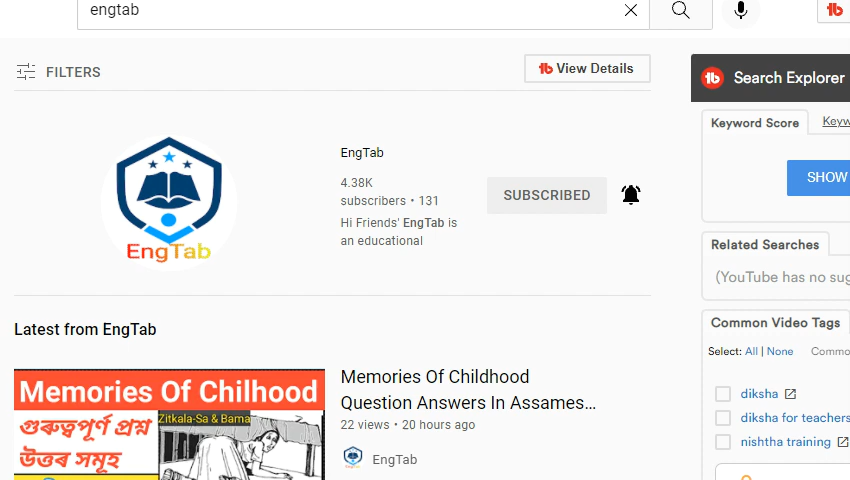 engtab
FILTERS
View Details
EngTab
EngTab
4.38K
subscribers • 131
Hi Friends' EngTab is
an educational
SUBSCRIBED
Latest from EngTab
Memories Of Chilhood
গুৰুত্বপূৰ্ণ প্ৰশ্ন
উত্তৰ সমূহ
Zitkala-Sa & Bama
Memories Of Childhood
Question Answers In Assames...
22 views • 20 hours ago
EngTab
Search Explorer
Keyword Score
Keyw
SHOW
Related Searches
(YouTube has no sug
Common Video Tags
Select: All | None Commo
diksha
diksha for teachers
nishtha training